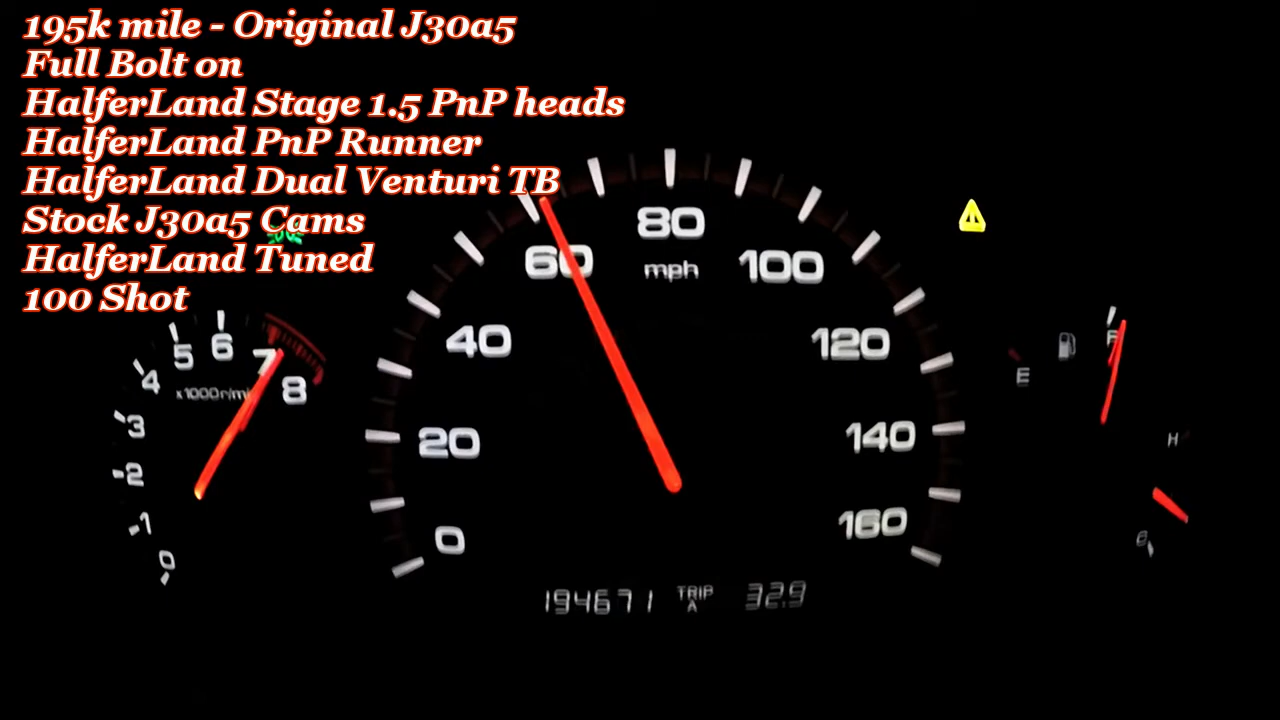 195k mile - Original J30a5
Full Bolt on
HalferLand Stage 1.5 PnP heads
HalferLand PnP Runner
HalferLand Dual Venturi TB
Stock J30a5 Cams
HalferLand Tuned
100 Shot
0
1
2
3
4
5
6
7
8
x1000r/mi
0
20
40
60
80
100
120
140
160
mph
194671 TRIP A 32.9
E
F
H